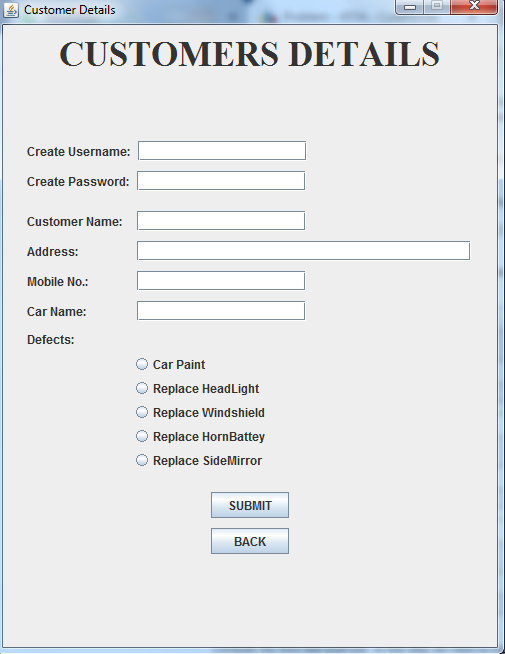 Customer Details
CUSTOMERS DETAILS
Create Username:
Create Password:
Customer Name:
Address:
Mobile No.:
Car Name:
Defects:
Car Paint
Replace HeadLight
Replace Windshield
Replace HornBattey
Replace SideMirror
SUBMIT
BACK